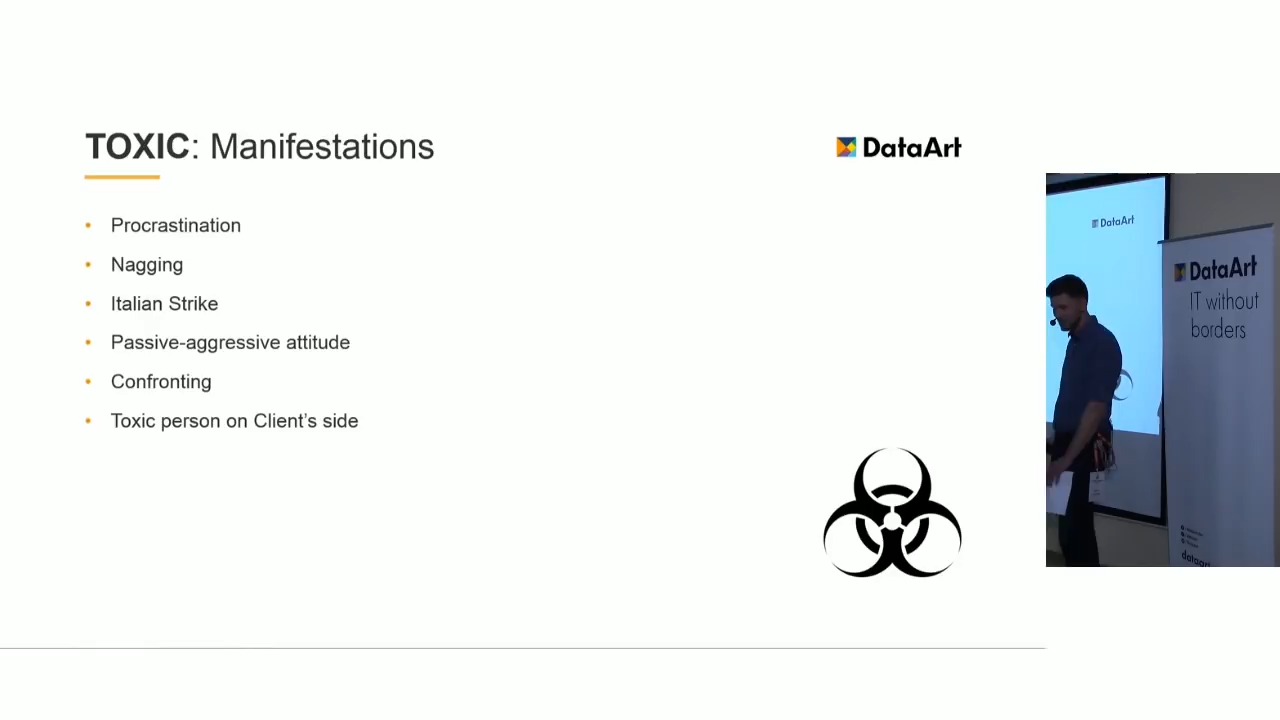 TOXIC: Manifestations
DataArt
• Procrastination
• Nagging
• Italian Strike
• Passive-aggressive attitude
• Confronting
• Toxic person on Client's side
DataArt
DataArt
IT without
borders
dataart